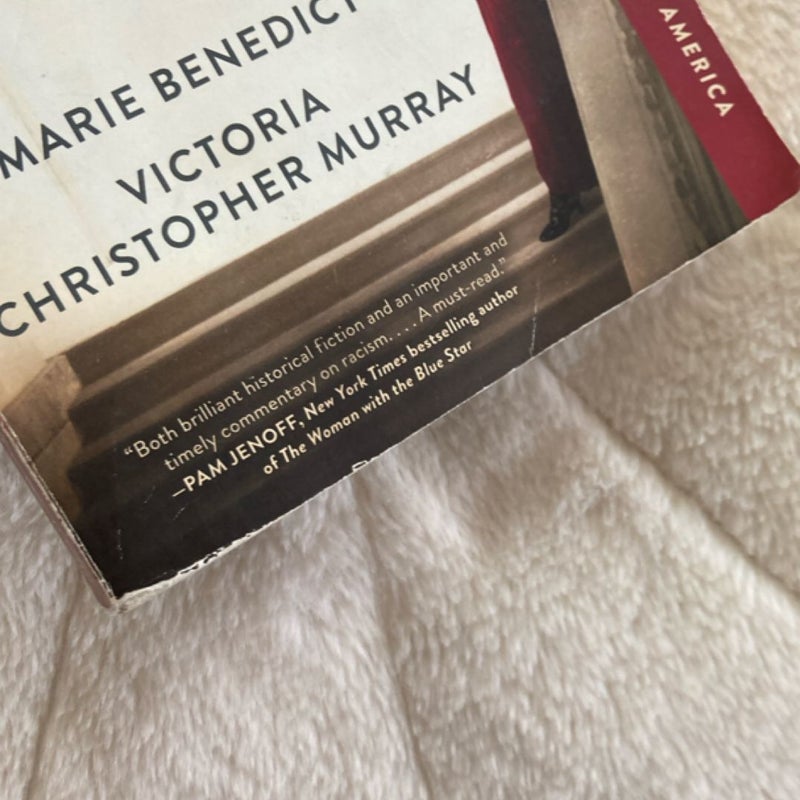 MARIE BENEDICT
VICTORIA
CHRISTOPHER MURRAY
AMERICA
"Both brilliant historical fiction and an important and
timely commentary on racism. . . . A must-read."
—PAM JENOFF, New York Times bestselling author
of The Woman with the Blue Star